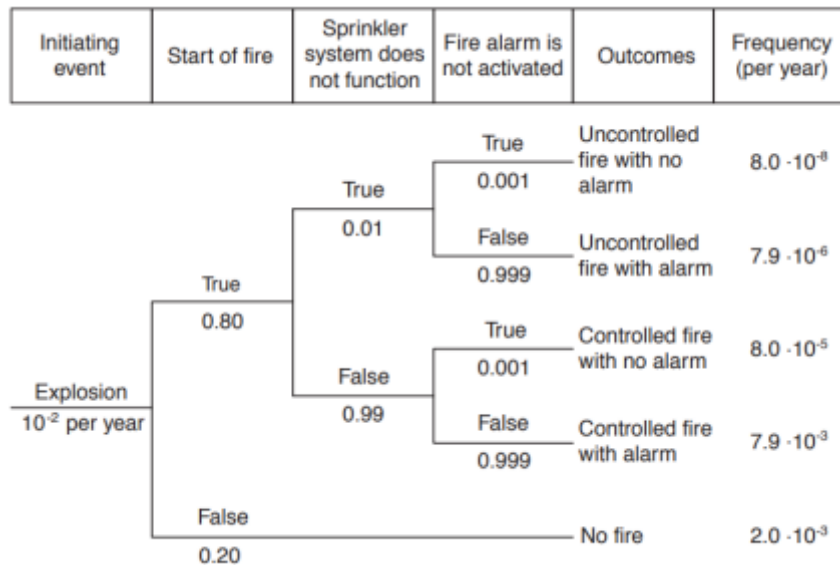 Initiating
event
Start of fire
Sprinkler
system does
not function
Fire alarm is
not activated
Outcomes
Frequency
(per year)
True
0.001
Uncontrolled
fire with no
alarm
8.0 ·10⁻⁸
True
0.01
False
0.999
Uncontrolled
fire with alarm
7.9 ·10⁻⁶
True
0.80
True
0.001
Controlled fire
with no alarm
8.0 ·10⁻⁵
False
0.99
Explosion
10⁻² per year
False
0.999
Controlled fire
with alarm
7.9 ·10⁻³
False
0.20
No fire
2.0 ·10⁻³